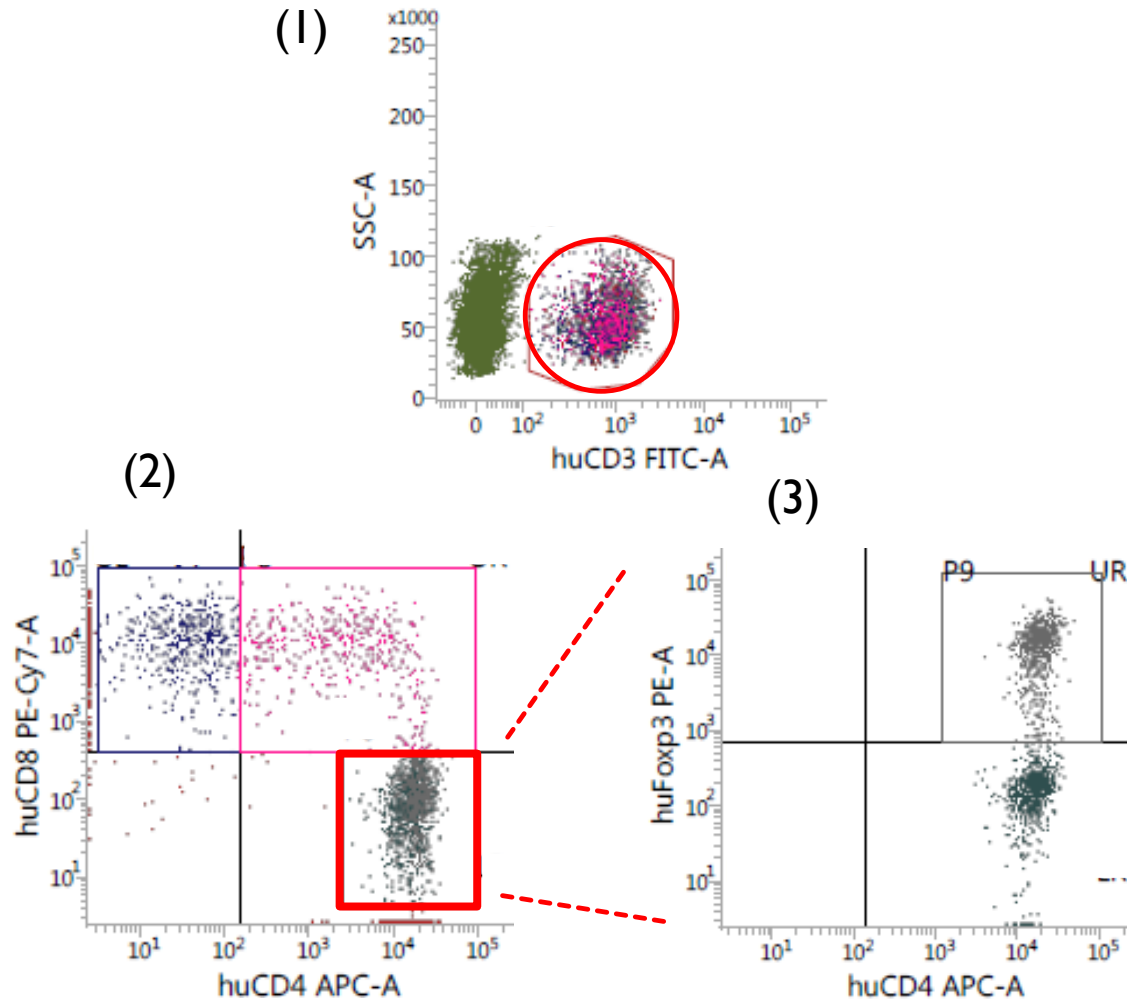 (1)
x1000
250
200
150
100
50
0
SSC-A
0 10² 10³ 10⁴ 10⁵
huCD3 FITC-A
(2)
10⁵
10⁴
10³
10²
10¹
huCD8 PE-Cy7-A
10¹ 10² 10³ 10⁴ 10⁵
huCD4 APC-A
(3)
P9 UR
10⁵
10⁴
10³
10²
10¹
huFoxp3 PE-A
10¹ 10² 10³ 10⁴ 10⁵
huCD4 APC-A